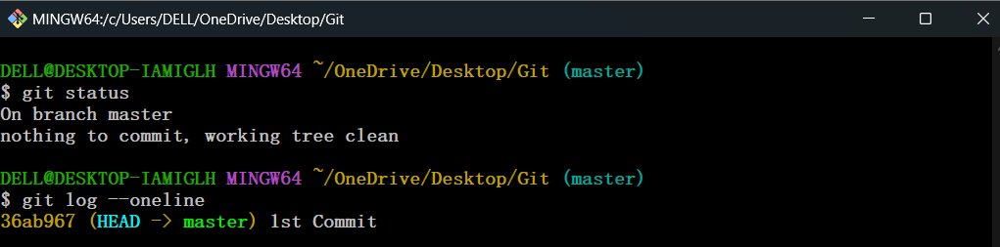 MINGW64:/c/Users/DELL/OneDrive/Desktop/Git
DELL@DESKTOP-IAMIGLH MINGW64 ~/OneDrive/Desktop/Git (master)
$ git status
On branch master
nothing to commit, working tree clean
DELL@DESKTOP-IAMIGLH MINGW64 ~/OneDrive/Desktop/Git (master)
$ git log --oneline
36ab967 (HEAD -> master) 1st Commit